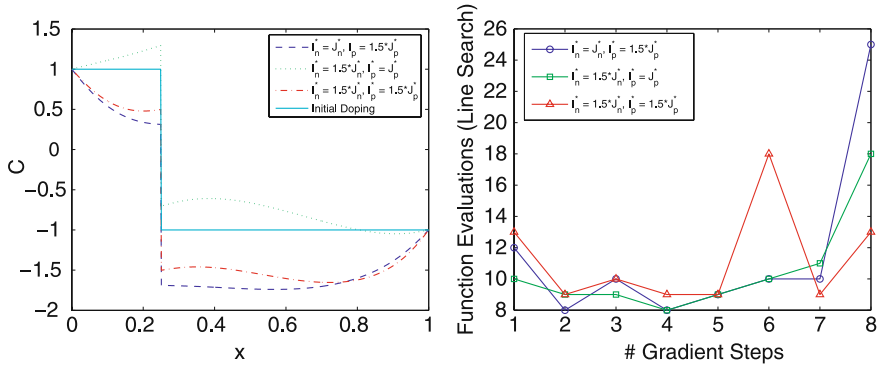 1.5
1
0.5
0
−0.5
−1
−1.5
−2
C
I*n = J*n, I*p = 1.5*J*p
I*n = 1.5*J*n, I*p = J*p
I*n = 1.5*J*n, I*p = 1.5*J*p
Initial Doping
0 0.2 0.4 0.6 0.8 1
x
26
24
22
20
18
16
14
12
10
8
Function Evaluations (Line Search)
I*n = J*n, I*p = 1.5*J*p
I*n = 1.5*J*n, I*p = J*p
I*n = 1.5*J*n, I*p = 1.5*J*p
1 2 3 4 5 6 7 8
# Gradient Steps